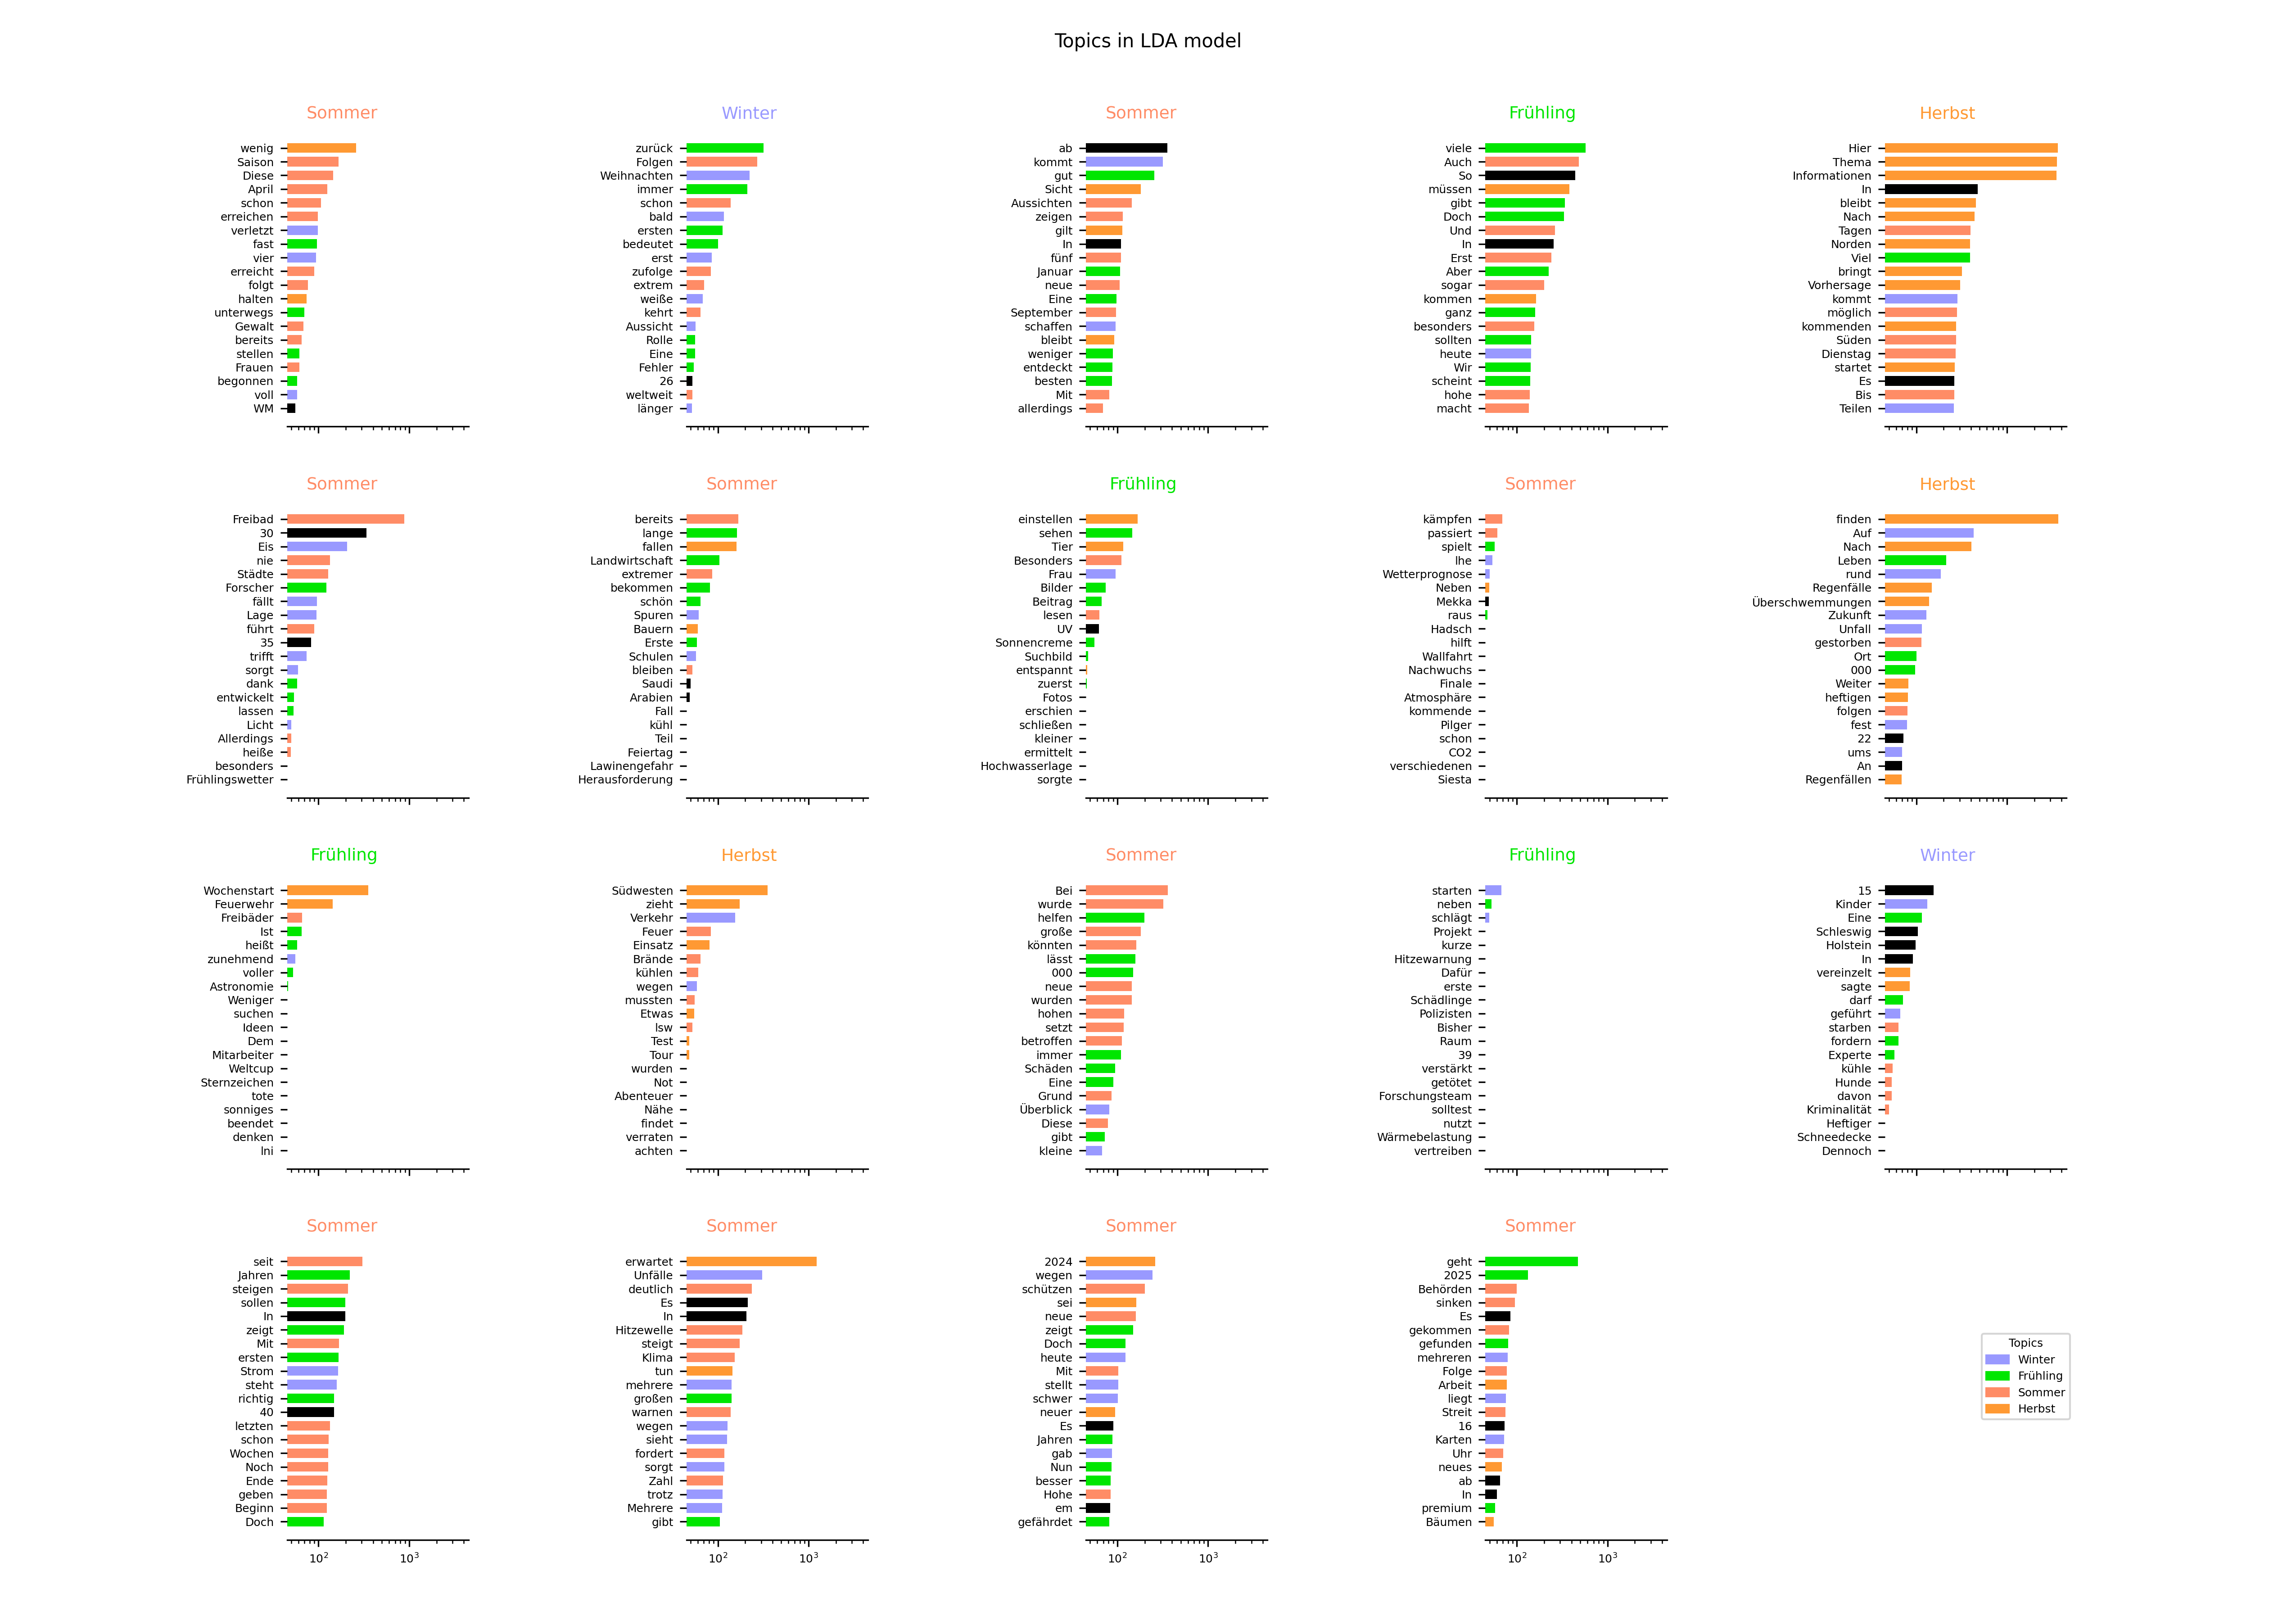 Topics in LDA model
Sommer
wenig
Saison
Diese
April
schon
erreichen
verletzt
fast
vier
erreicht
folgt
halten
unterwegs
Gewalt
bereits
stellen
Frauen
begonnen
voll
WM
Winter
zurück
Folgen
Weihnachten
immer
schon
bald
ersten
bedeutet
erst
zufolge
extrem
weiße
kehrt
Aussicht
Rolle
Eine
Fehler
26
weltweit
länger
Sommer
ab
kommt
gut
Sicht
Aussichten
zeigen
gilt
In
fünf
Januar
neue
Eine
September
schaffen
bleibt
weniger
entdeckt
besten
Mit
allerdings
Frühling
viele
Auch
So
müssen
gibt
Doch
Und
In
Erst
Aber
sogar
kommen
ganz
besonders
sollten
heute
Wir
scheint
hohe
macht
Herbst
Hier
Thema
Informationen
In
bleibt
Nach
Tagen
Norden
Viel
bringt
Vorhersage
kommt
möglich
kommenden
Süden
Dienstag
startet
Es
Bis
Teilen
Sommer
Freibad
30
Eis
nie
Städte
Forscher
fällt
Lage
führt
35
trifft
sorgt
dank
entwickelt
lassen
Licht
Allerdings
heiße
besonders
Frühlingswetter
Sommer
bereits
lange
fallen
Landwirtschaft
extremer
bekommen
schön
Spuren
Bauern
Erste
Schulen
bleiben
Saudi
Arabien
Fall
kühl
Teil
Feiertag
Lawinengefahr
Herausforderung
Frühling
einstellen
sehen
Tier
Besonders
Frau
Bilder
Beitrag
lesen
UV
Sonnencreme
Suchbild
entspannt
zuerst
Fotos
erschien
schließen
kleiner
ermittelt
Hochwasserlage
sorgte
Sommer
kämpfen
passiert
spielt
Ihe
Wetterprognose
Neben
Mekka
raus
Hadsch
hilft
Wallfahrt
Nachwuchs
Finale
Atmosphäre
kommende
Pilger
schon
CO2
verschiedenen
Siesta
Herbst
finden
Auf
Nach
Leben
rund
Regenfälle
Überschwemmungen
Zukunft
Unfall
gestorben
Ort
000
Weiter
heftigen
folgen
fest
22
ums
An
Regenfällen
Frühling
Wochenstart
Feuerwehr
Freibäder
Ist
heißt
zunehmend
voller
Astronomie
Weniger
suchen
Ideen
Dem
Mitarbeiter
Weltcup
Sternzeichen
tote
sonniges
beendet
denken
Ini
Herbst
Südwesten
zieht
Verkehr
Feuer
Einsatz
Brände
kühlen
wegen
mussten
Etwas
lsw
Test
Tour
wurden
Not
Abenteuer
Nähe
findet
verraten
achten
Sommer
Bei
wurde
helfen
große
könnten
lässt
000
neue
wurden
hohen
setzt
betroffen
immer
Schäden
Eine
Grund
Überblick
Diese
gibt
kleine
Frühling
starten
neben
schlägt
Projekt
kurze
Hitzewarnung
Dafür
erste
Schädlinge
Polizisten
Bisher
Raum
39
verstärkt
getötet
Forschungsteam
solltest
nutzt
Wärmebelastung
vertreiben
Winter
15
Kinder
Eine
Schleswig
Holstein
In
vereinzelt
sagte
darf
geführt
starben
fordern
Experte
kühle
Hunde
davon
Kriminalität
Heftiger
Schneedecke
Dennoch
Sommer
seit
Jahren
steigen
sollen
In
zeigt
Mit
ersten
Strom
steht
richtig
40
letzten
schon
Wochen
Noch
Ende
geben
Beginn
Doch
10² 10³
Sommer
erwartet
Unfälle
deutlich
Es
In
Hitzewelle
steigt
Klima
tun
mehrere
großen
warnen
wegen
sieht
fordert
sorgt
Zahl
trotz
Mehrere
gibt
10² 10³
Sommer
2024
wegen
schützen
sei
neue
zeigt
Doch
heute
Mit
stellt
schwer
neuer
Es
Jahren
gab
Nun
besser
Hohe
em
gefährdet
10² 10³
Sommer
geht
2025
Behörden
sinken
Es
gekommen
gefunden
mehreren
Folge
Arbeit
liegt
Streit
16
Karten
Uhr
neues
ab
In
premium
Bäumen
10² 10³
Topics
Winter
Frühling
Sommer
Herbst